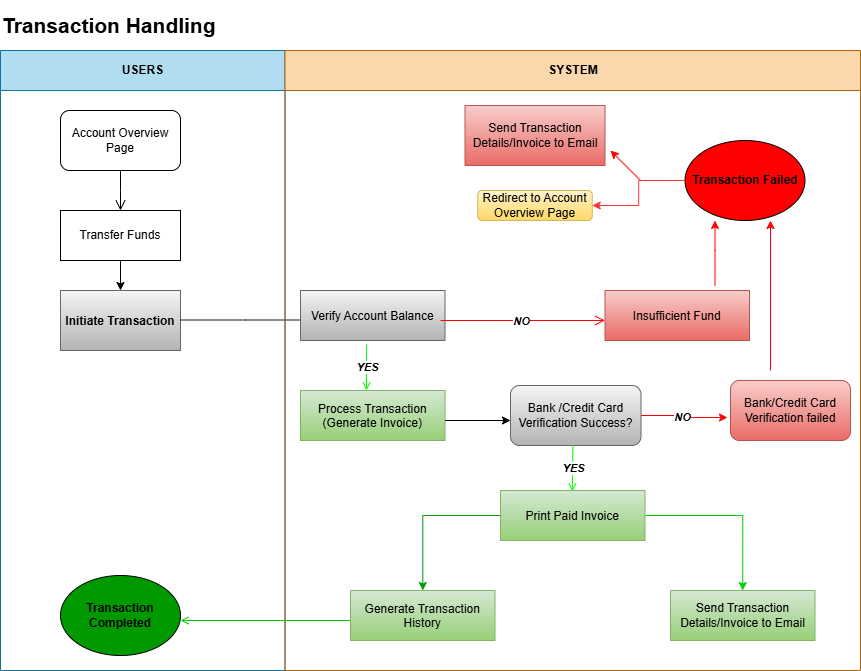 Transaction Handling
USERS
SYSTEM
Account Overview
Page
Send Transaction
Details/Invoice to Email
Transaction Failed
Redirect to Account
Overview Page
Transfer Funds
Initiate Transaction
Verify Account Balance
NO
Insufficient Fund
YES
Process Transaction
(Generate Invoice)
Bank /Credit Card
Verification Success?
NO
Bank/Credit Card
Verification failed
YES
Print Paid Invoice
Transaction
Completed
Generate Transaction
History
Send Transaction
Details/Invoice to Email